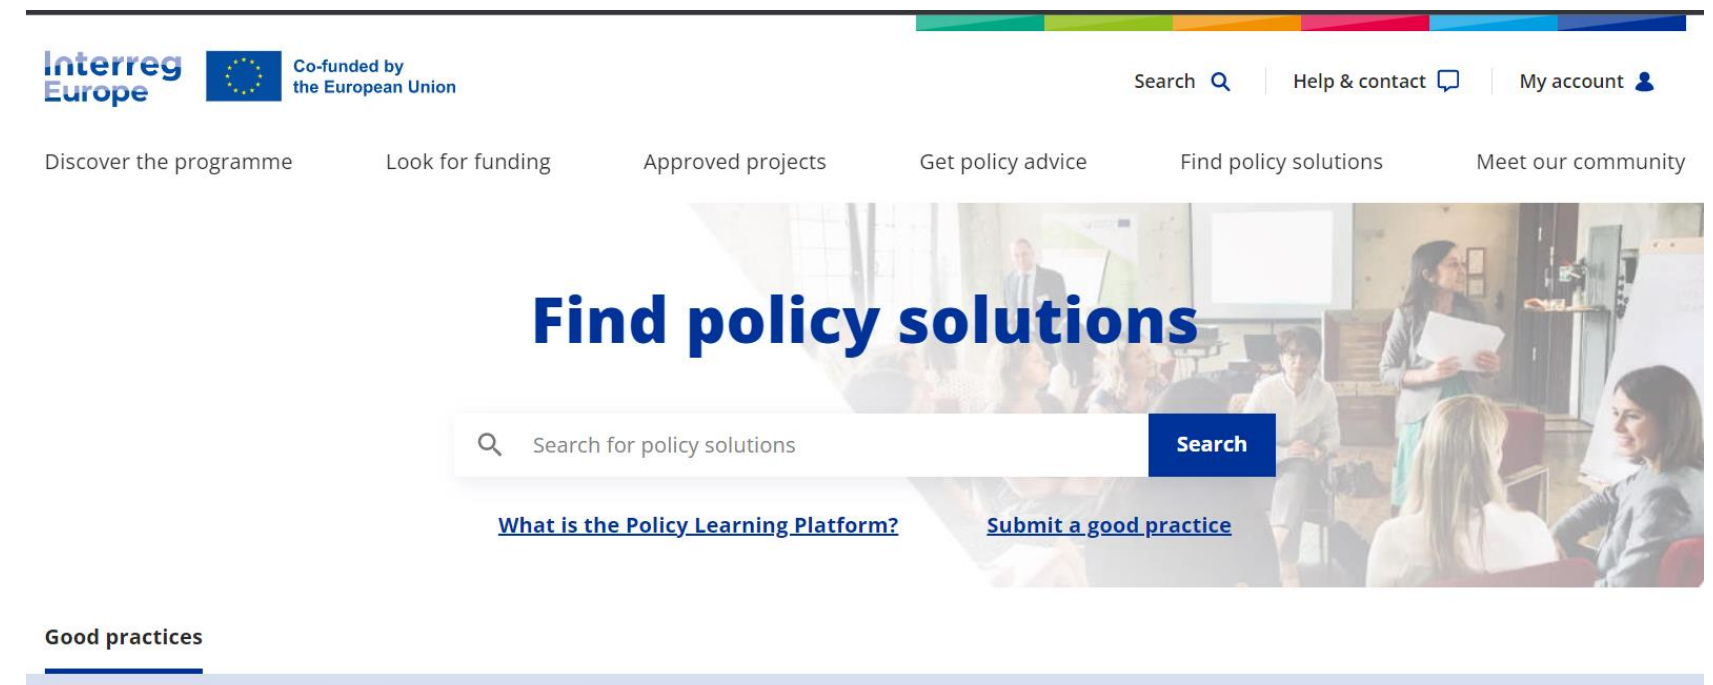 Interreg
Europe
Co-funded by
the European Union
Search
Help & contact
My account
Discover the programme
Look for funding
Approved projects
Get policy advice
Find policy solutions
Meet our community
Find policy solutions
Search for policy solutions
Search
What is the Policy Learning Platform?
Submit a good practice
Good practices